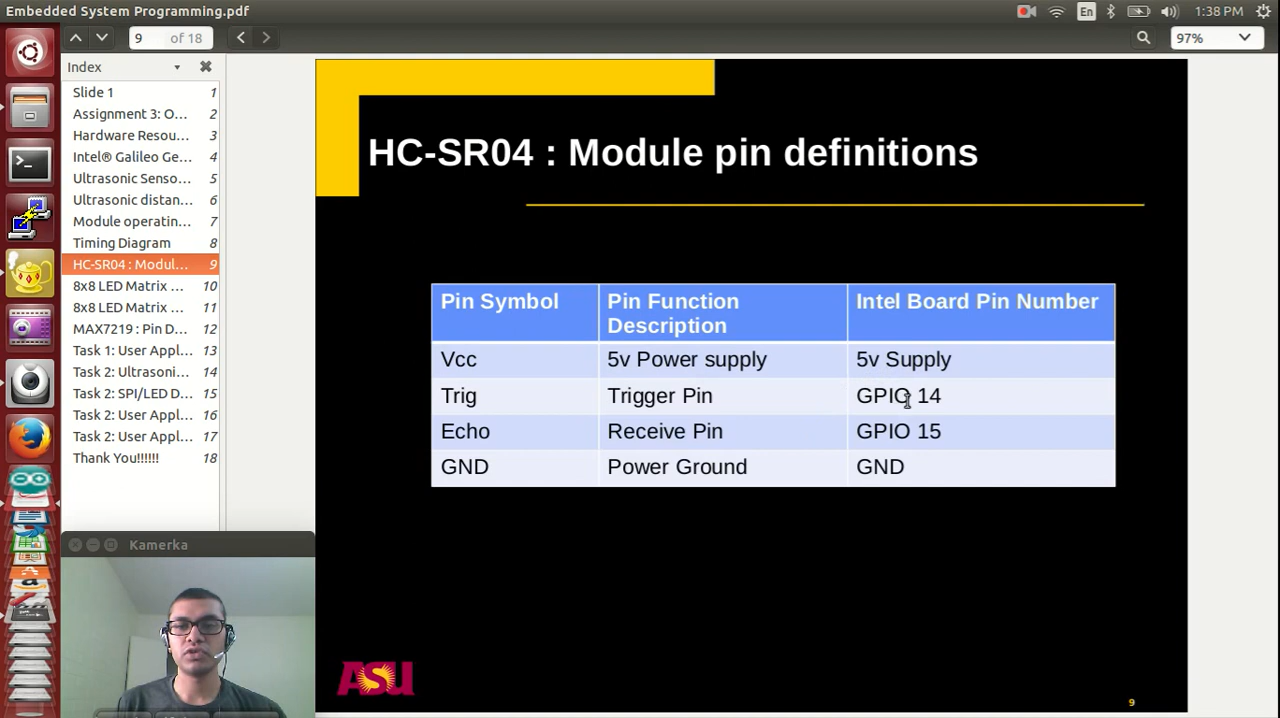 Embedded System Programming.pdf
En
1:38 PM
9 of 18
97%
Index
Slide 1 1
Assignment 3: O... 2
Hardware Resou... 3
Intel® Galileo Ge... 4
Ultrasonic Senso... 5
Ultrasonic distan... 6
Module operatin... 7
Timing Diagram 8
HC-SR04 : Modul... 9
8x8 LED Matrix ... 10
8x8 LED Matrix ... 11
MAX7219 : Pin D... 12
Task 1: User Appl... 13
Task 2: Ultrasoni... 14
Task 2: SPI/LED D... 15
Task 2: User Appl... 16
Task 2: User Appl... 17
Thank You!!!!!! 18
Kamerka
HC-SR04 : Module pin definitions
Pin Symbol Pin Function Description Intel Board Pin Number
Vcc 5v Power supply 5v Supply
Trig Trigger Pin GPIO 14
Echo Receive Pin GPIO 15
GND Power Ground GND
ASU
9